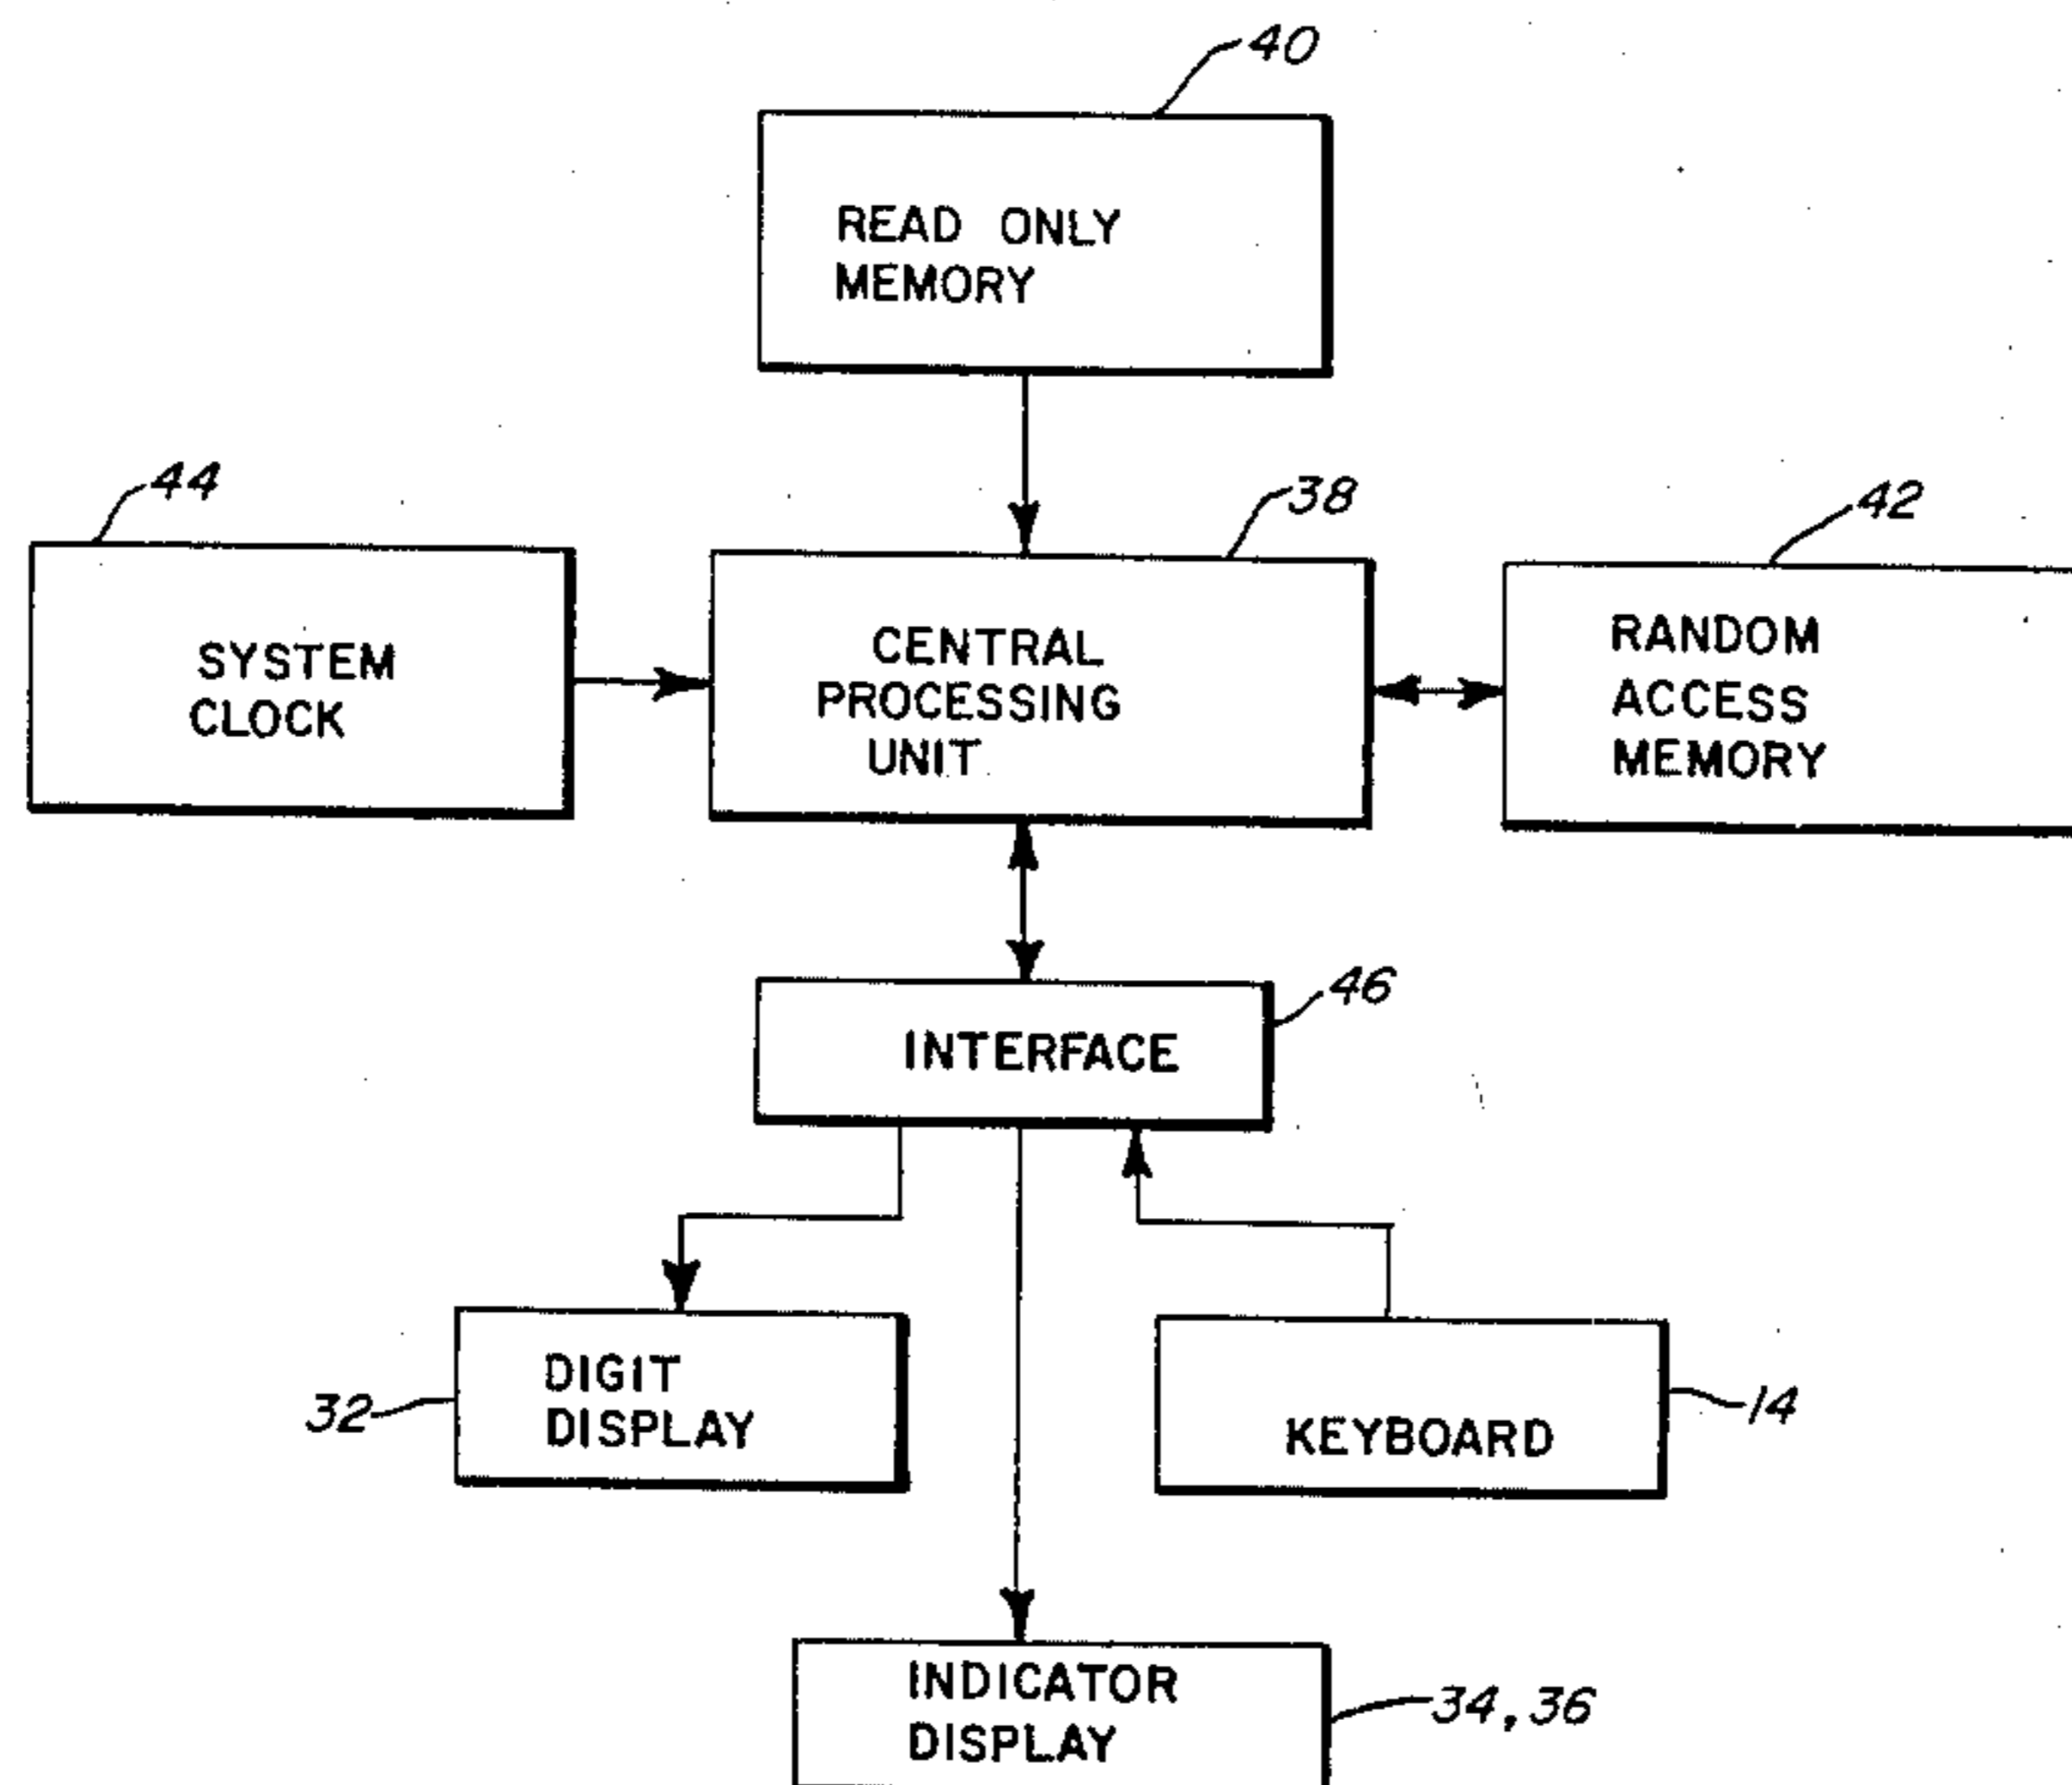 40
READ ONLY
MEMORY
44
38
42
SYSTEM
CLOCK
CENTRAL
PROCESSING
UNIT
RANDOM
ACCESS
MEMORY
46
INTERFACE
32
DIGIT
DISPLAY
KEYBOARD
14
INDICATOR
DISPLAY
34, 36